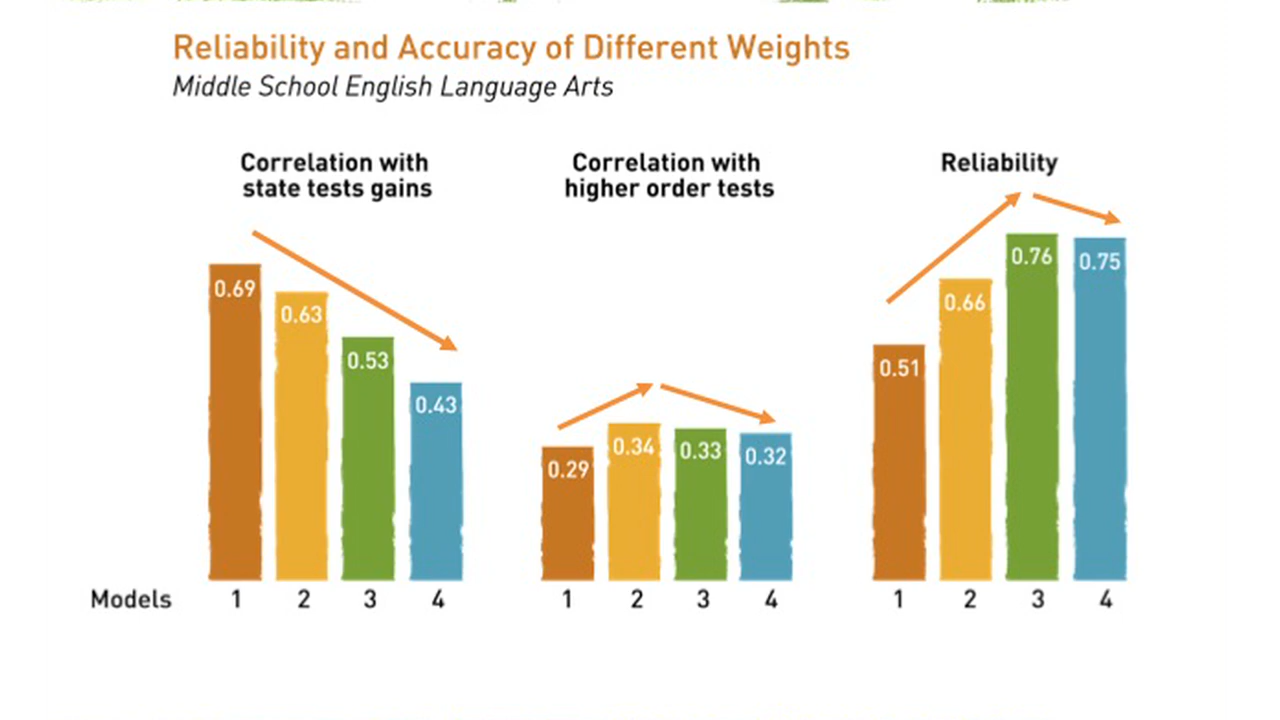 Reliability and Accuracy of Different Weights
Middle School English Language Arts
Correlation with
state tests gains
Correlation with
higher order tests
Reliability
0.69
0.63
0.53
0.43
0.29
0.34
0.33
0.32
0.51
0.66
0.76
0.75
Models 1 2 3 4 1 2 3 4 1 2 3 4